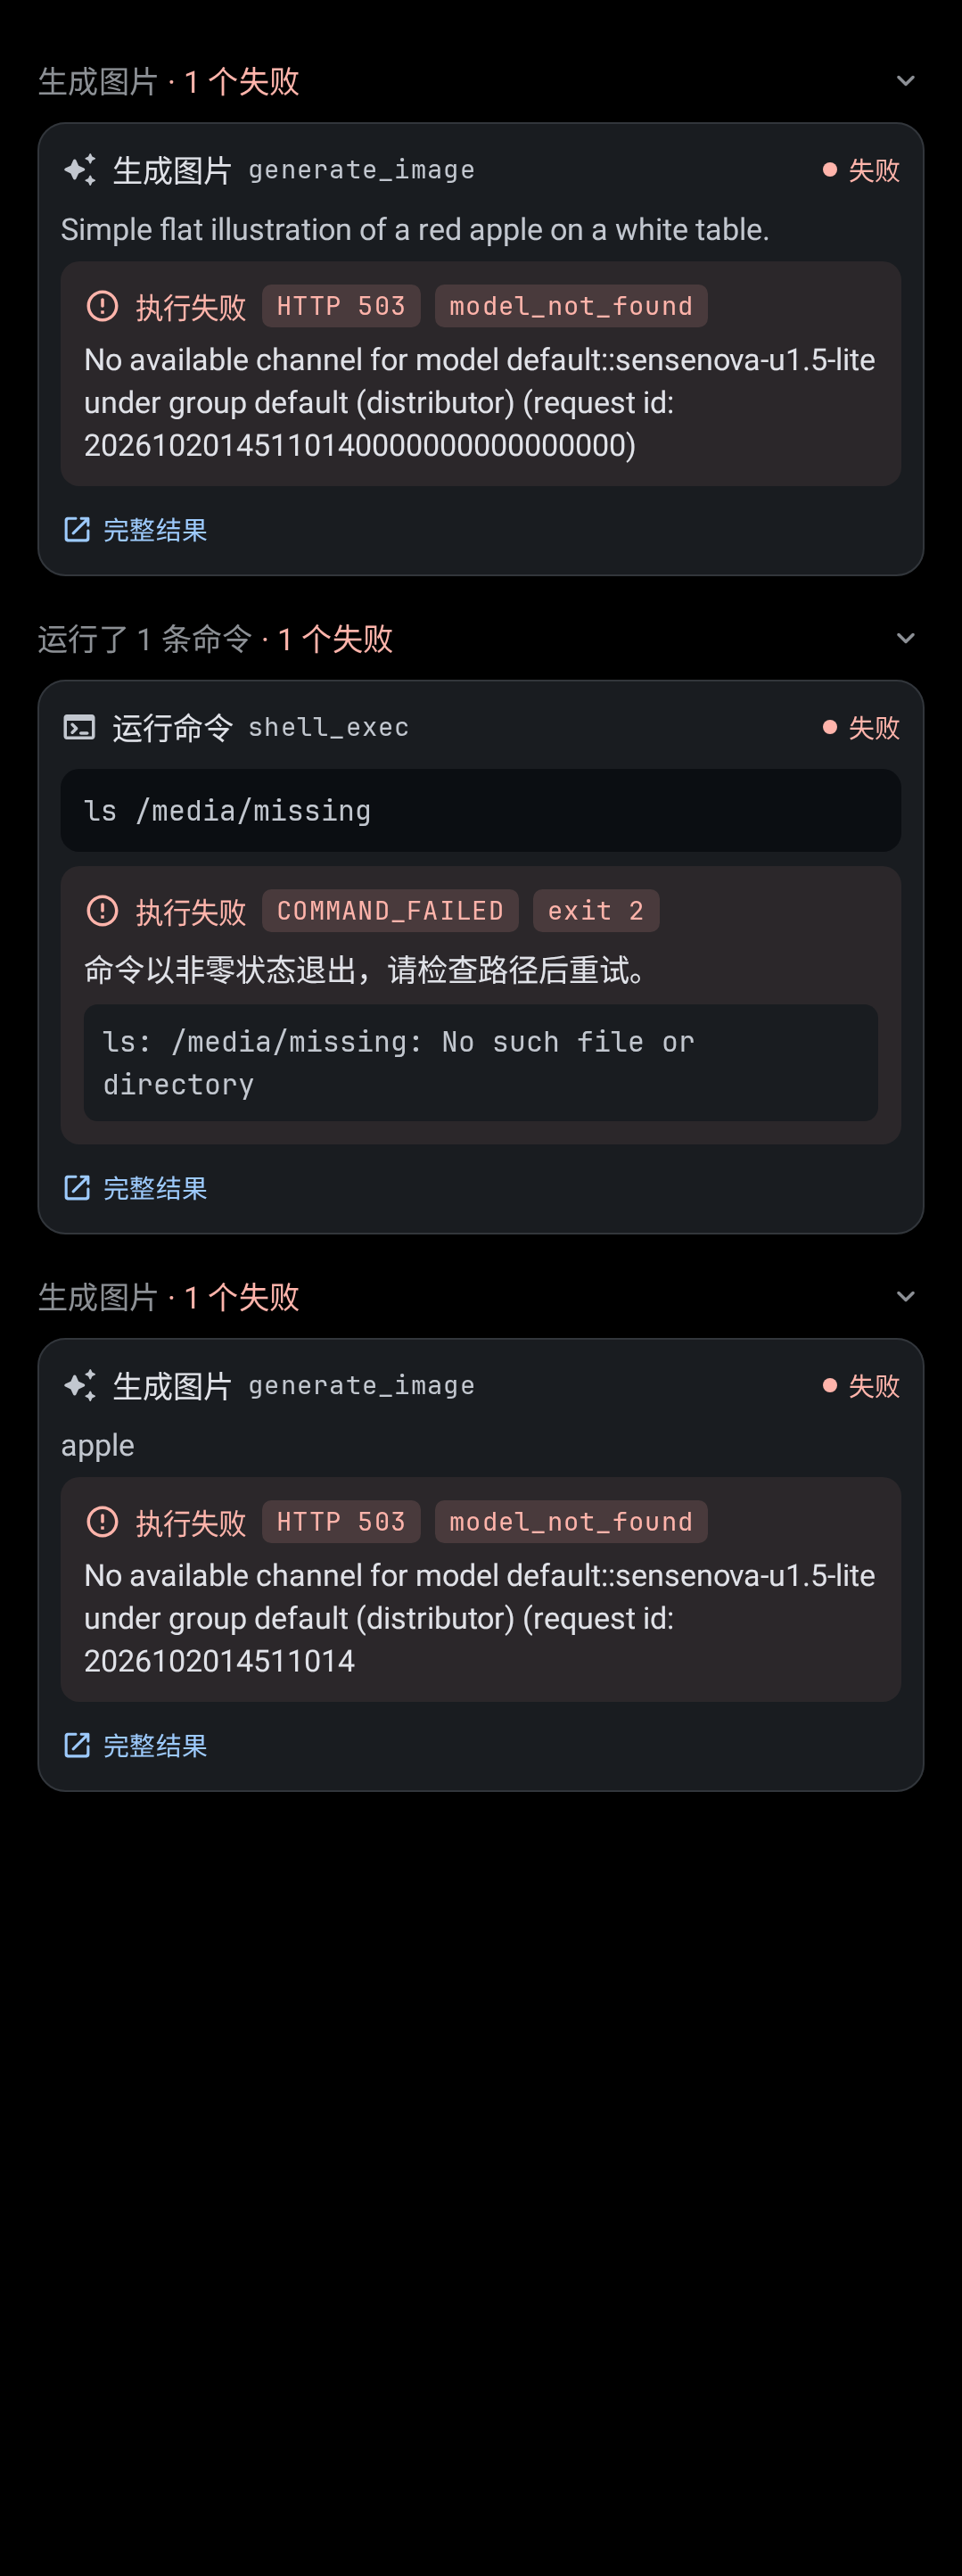 生成图片 · 1 个失败
生成图片 generate_image 失败
Simple flat illustration of a red apple on a white table.
执行失败 HTTP 503 model_not_found
No available channel for model default::sensenova-u1.5-lite
under group default (distributor) (request id:
20261020145110140000000000000000)
完整结果
运行了 1 条命令 · 1 个失败
运行命令 shell_exec 失败
ls /media/missing
执行失败 COMMAND_FAILED exit 2
命令以非零状态退出，请检查路径后重试。
ls: /media/missing: No such file or
directory
完整结果
生成图片 · 1 个失败
生成图片 generate_image 失败
apple
执行失败 HTTP 503 model_not_found
No available channel for model default::sensenova-u1.5-lite
under group default (distributor) (request id:
2026102014511014
完整结果